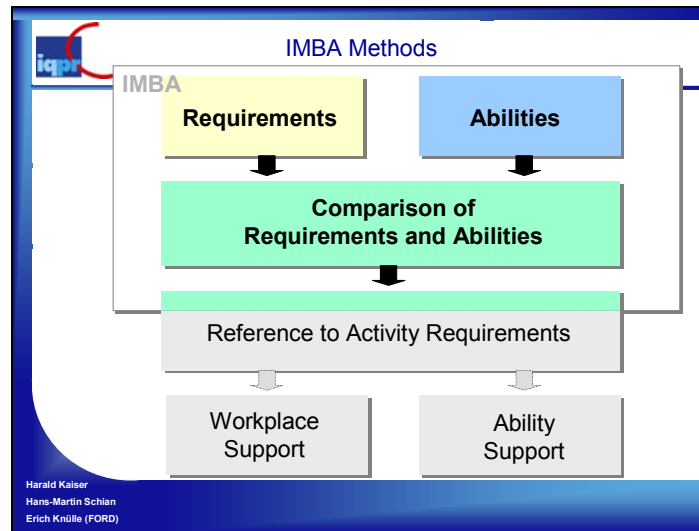 IMBA Methods
iqpr
IMBA
Requirements
Abilities
Comparison of
Requirements and Abilities
Reference to Activity Requirements
Workplace
Support
Ability
Support
Harald Kaiser
Hans-Martin Schian
Erich Knülle (FORD)